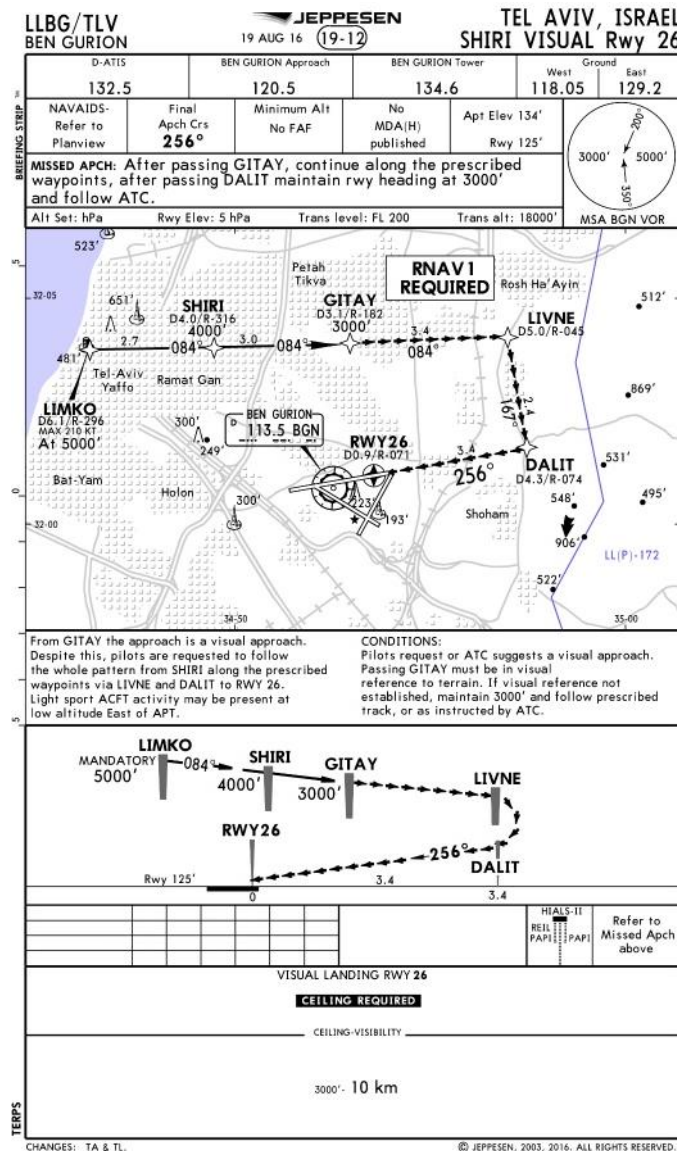 LLBG/TLV
BEN GURION
JEPPESEN
19 AUG 16
19-12
TEL AVIV, ISRAEL
SHIRI VISUAL Rwy 26
BRIEFING STRIP ™
D-ATIS
132.5
BEN GURION Approach
120.5
BEN GURION Tower
134.6
Ground
West
118.05
East
129.2
NAVAIDS-
Refer to
Planview
Final
Apch Crs
256°
Minimum Alt
No FAF
No
MDA(H)
published
Apt Elev 134'
Rwy 125'
MISSED APCH: After passing GITAY, continue along the prescribed
waypoints, after passing DALIT maintain rwy heading at 3000'
and follow ATC.
Alt Set: hPa
Rwy Elev: 5 hPa
Trans level: FL 200
Trans alt: 18000'
200°
3000'
5000'
350°
MSA BGN VOR
523'
5
32-05
651'
Petah
Tikva
RNAV1
REQUIRED
Rosh Ha'Ayin
512'
SHIRI
D4.0/R-316
4000'
GITAY
D3.1/R-182
3000'
LIVNE
D5.0/R-045
2.7
084°
3.0
084°
3.4
084°
481'
Tel-Aviv
Yaffo
Ramat Gan
LIMKO
D6.1/R-296
MAX 210 KT
At 5000'
167°
2.4
869'
300'
249'
D
BEN GURION
113.5 BGN
RWY26
D0.9/R-071
3.4
256°
DALIT
D4.3/R-074
531'
Bat-Yam
Holon
300'
223'
193'
Shoham
548'
495'
906'
0
32-00
LL(P)-172
522'
34-50
35-00
From GITAY the approach is a visual approach.
Despite this, pilots are requested to follow
the whole pattern from SHIRI along the prescribed
waypoints via LIVNE and DALIT to RWY 26.
Light sport ACFT activity may be present at
low altitude East of APT.
CONDITIONS:
Pilots request or ATC suggests a visual approach.
Passing GITAY must be in visual
reference to terrain. If visual reference not
established, maintain 3000' and follow prescribed
track, or as instructed by ATC.
5
LIMKO
MANDATORY
5000'
084°
SHIRI
4000'
GITAY
3000'
LIVNE
RWY26
256°
DALIT
Rwy 125'
3.4
0
3.4
HIALS-II
REIL
PAPI
PAPI
Refer to
Missed Apch
above
VISUAL LANDING RWY 26
CEILING REQUIRED
CEILING-VISIBILITY
3000'- 10 km
TERPS
CHANGES: TA & TL.
© JEPPESEN, 2003, 2016. ALL RIGHTS RESERVED.